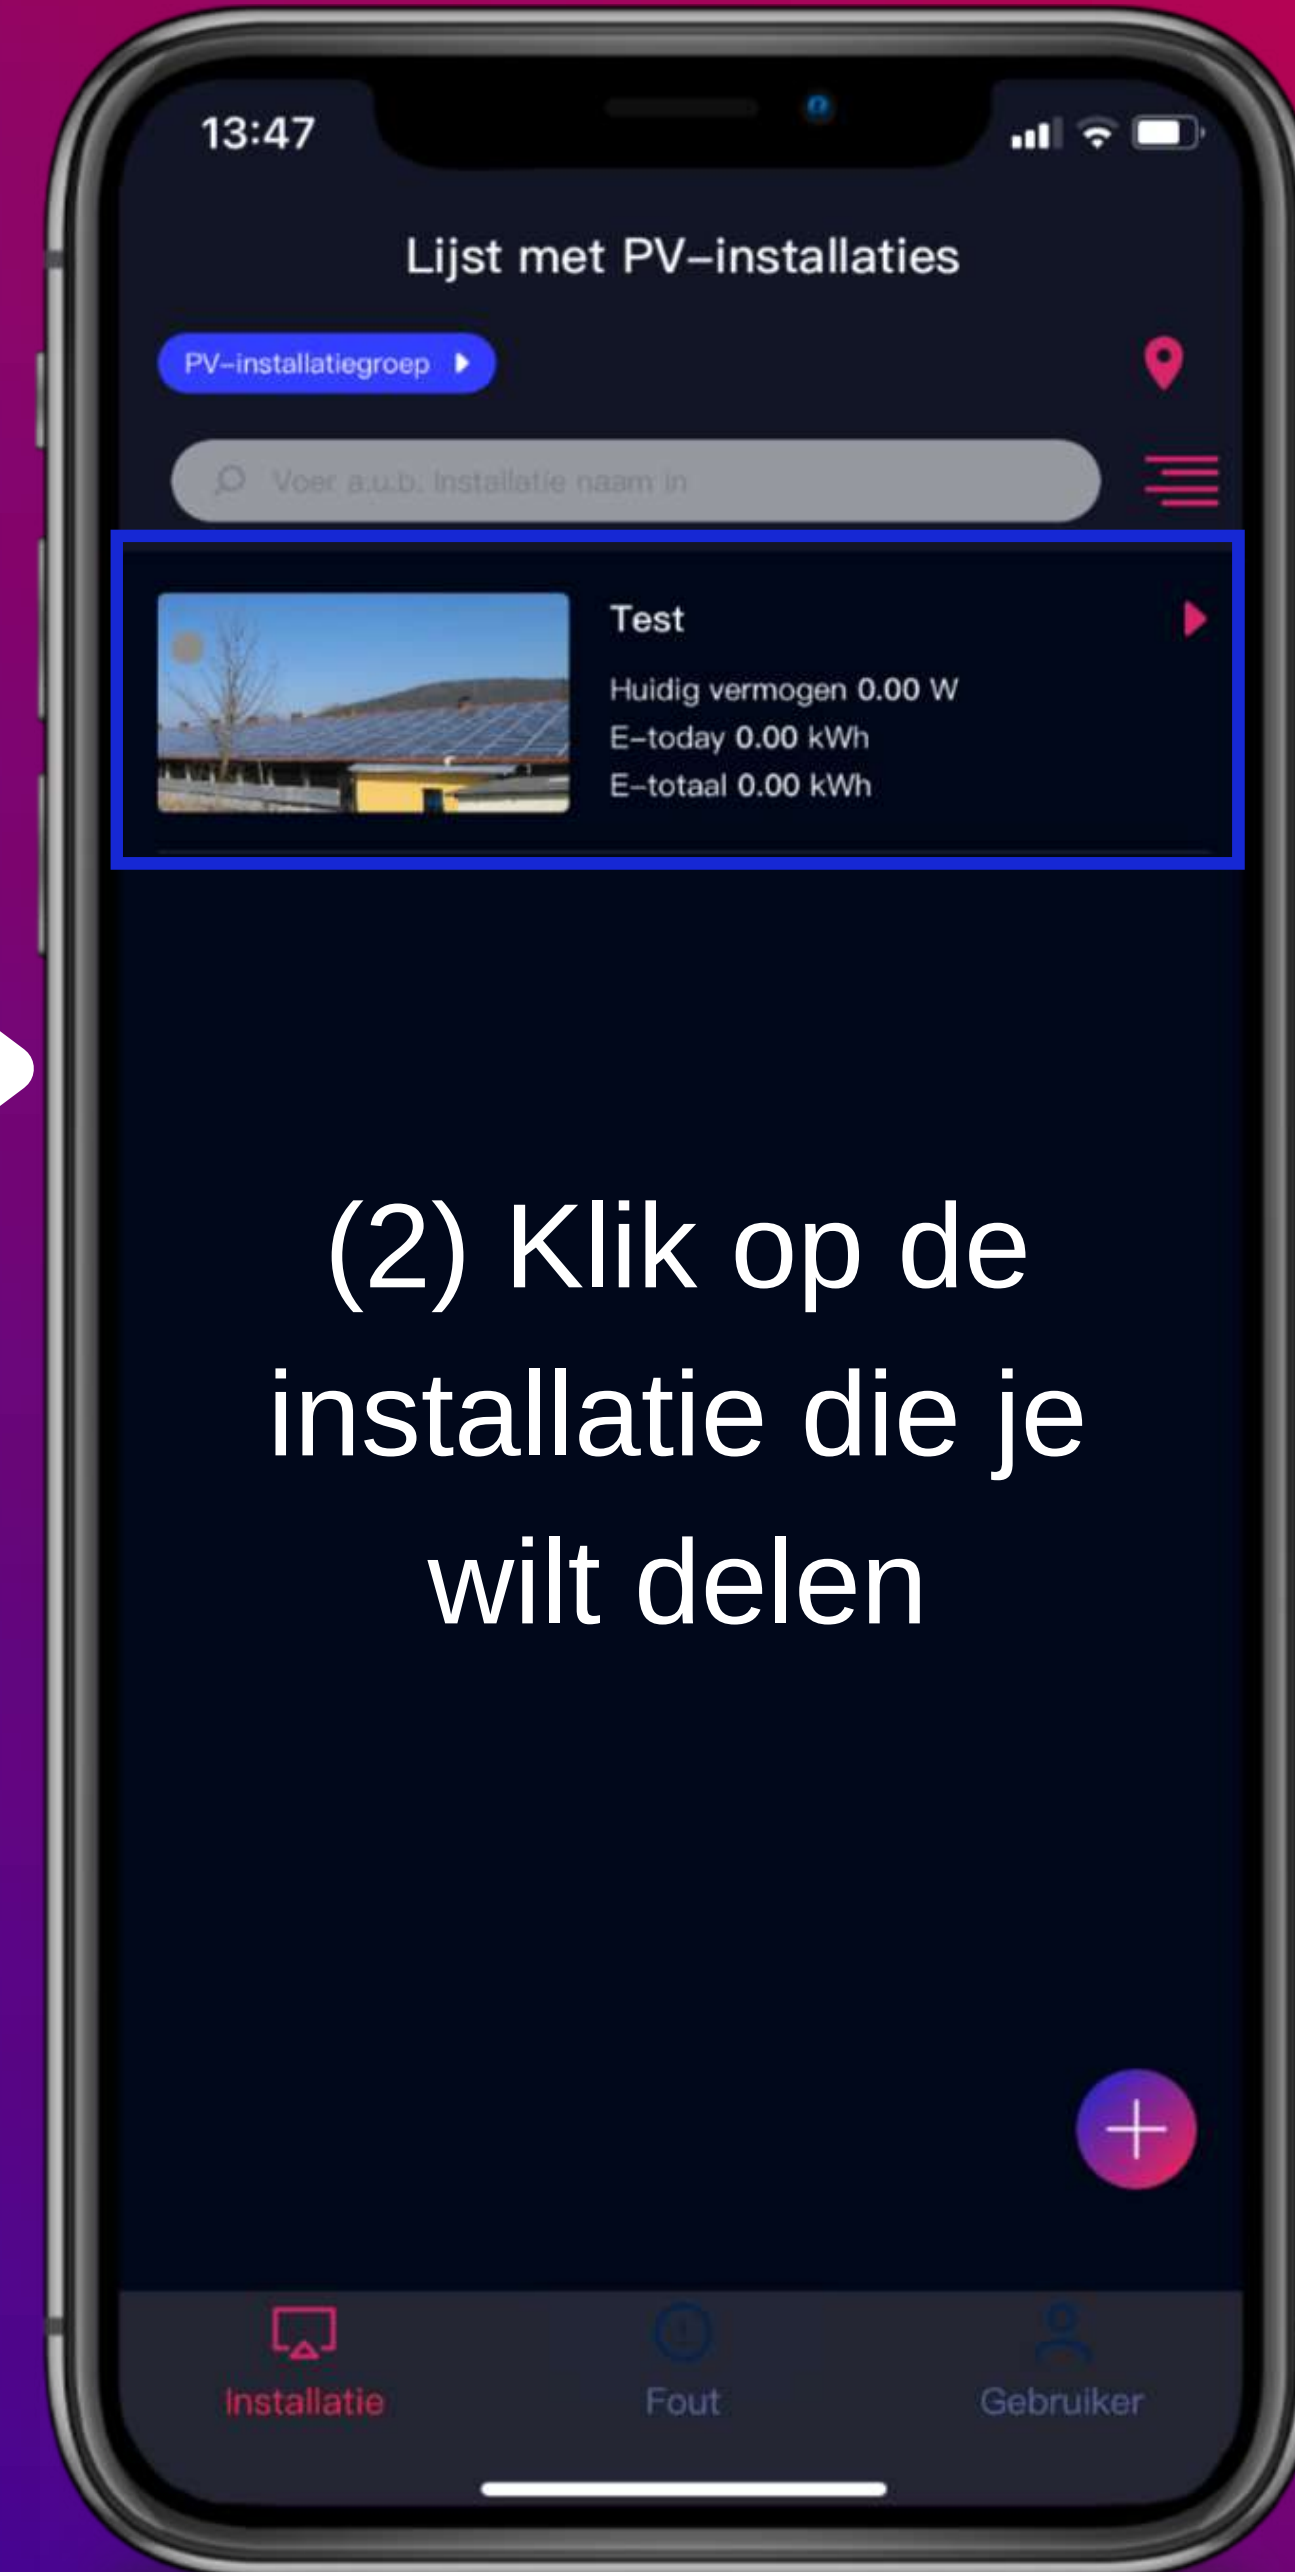 13:47
Lijst met PV-installaties
PV-installatiegroep
Voer a.u.b. Installatie naam in
Test
Huidig vermogen 0.00 W
E-today 0.00 kWh
E-totaal 0.00 kWh
(2) Klik op de
installatie die je
wilt delen
Installatie
Fout
Gebruiker